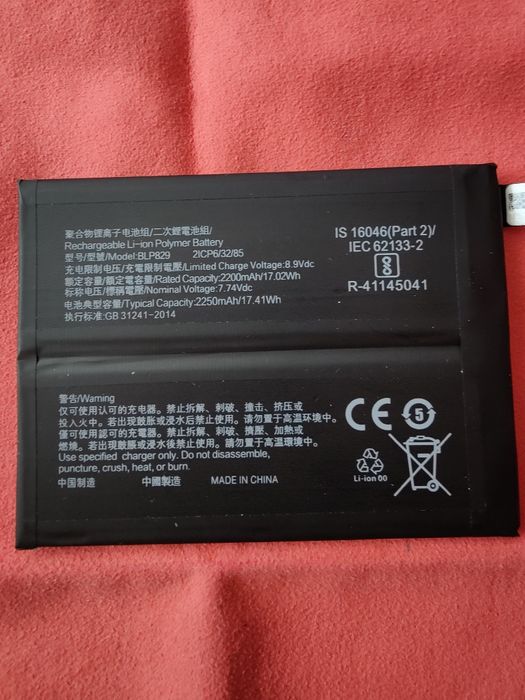 聚合物锂离子电池组/二次鋰電池組/
Rechargeable Li-ion Polymer Battery
型号/型號/Model:BLP829 2ICP6/32/85
充电限制电压/充電限制電壓/Limited Charge Voltage:8.9Vdc
额定容量/額定容量/Rated Capacity:2200mAh/17.02Wh
标称电压/標稱電壓/Nominal Voltage:7.74Vdc
电池典型容量/Typical Capacity:2250mAh/17.41Wh
执行标准:GB 31241-2014
IS 16046(Part 2)/
IEC 62133-2
R-41145041
警告/Warning
仅可使用认可的充电器。禁止拆解、刺破、撞击、挤压或
投入火中。若出现鼓胀或浸水后禁止使用。请勿置于高温环境中。
僅可使用認可的充電器。禁止拆解、刺破、擠壓、加熱或
燃燒。若出現鼓脹或浸水後禁止使用。請勿置於高溫環境中。
Use specified charger only. Do not disassemble,
puncture, crush, heat, or burn.
中国制造 中國製造 MADE IN CHINA
CE 5
Li-ion 00